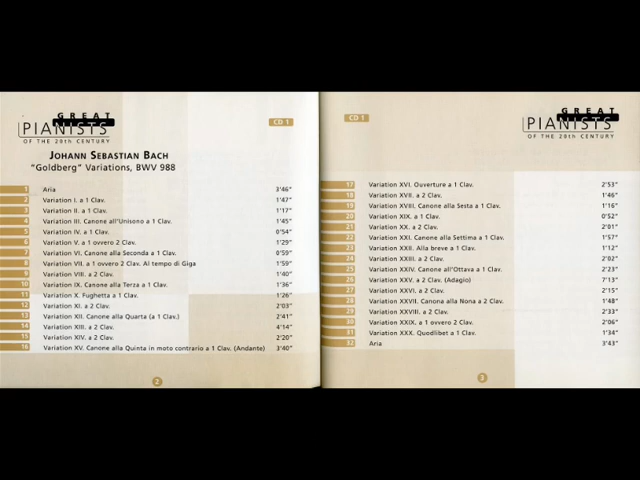 GREAT
PIANISTS
OF THE 20th CENTURY
CD 1
JOHANN SEBASTIAN BACH
"Goldberg" Variations, BWV 988
1 Aria 3'46"
2 Variation I. a 1 Clav. 1'47"
3 Variation II. a 1 Clav. 1'17"
4 Variation III. Canone all'Unisono a 1 Clav. 1'45"
5 Variation IV. a 1 Clav. 0'54"
6 Variation V. a 1 ovvero 2 Clav. 1'29"
7 Variation VI. Canone alla Seconda a 1 Clav. 0'59"
8 Variation VII. a 1 ovvero 2 Clav. Al tempo di Giga 1'59"
9 Variation VIII. a 2 Clav. 1'40"
10 Variation IX. Canone alla Terza a 1 Clav. 1'36"
11 Variation X. Fughetta a 1 Clav. 1'26"
12 Variation XI. a 2 Clav. 2'03"
13 Variation XII. Canone alla Quarta (a 1 Clav.) 2'41"
14 Variation XIII. a 2 Clav. 4'14"
15 Variation XIV. a 2 Clav. 2'20"
16 Variation XV. Canone alla Quinta in moto contrario a 1 Clav. (Andante) 3'40"
2
CD 1
GREAT
PIANISTS
OF THE 20th CENTURY
17 Variation XVI. Ouverture a 1 Clav. 2'53"
18 Variation XVII. a 2 Clav. 1'46"
19 Variation XVIII. Canone alla Sesta a 1 Clav. 1'16"
20 Variation XIX. a 1 Clav. 0'52"
21 Variation XX. a 2 Clav. 2'01"
22 Variation XXI. Canone alla Settima a 1 Clav. 1'57"
23 Variation XXII. Alla breve a 1 Clav. 1'12"
24 Variation XXIII. a 2 Clav. 2'02"
25 Variation XXIV. Canone all'Ottava a 1 Clav. 2'23"
26 Variation XXV. a 2 Clav. (Adagio) 7'13"
27 Variation XXVI. a 2 Clav. 2'15"
28 Variation XXVII. Canona alla Nona a 2 Clav. 1'48"
29 Variation XXVIII. a 2 Clav. 2'33"
30 Variation XXIX. a 1 ovvero 2 Clav. 2'06"
31 Variation XXX. Quodlibet a 1 Clav. 1'34"
32 Aria 3'43"
3